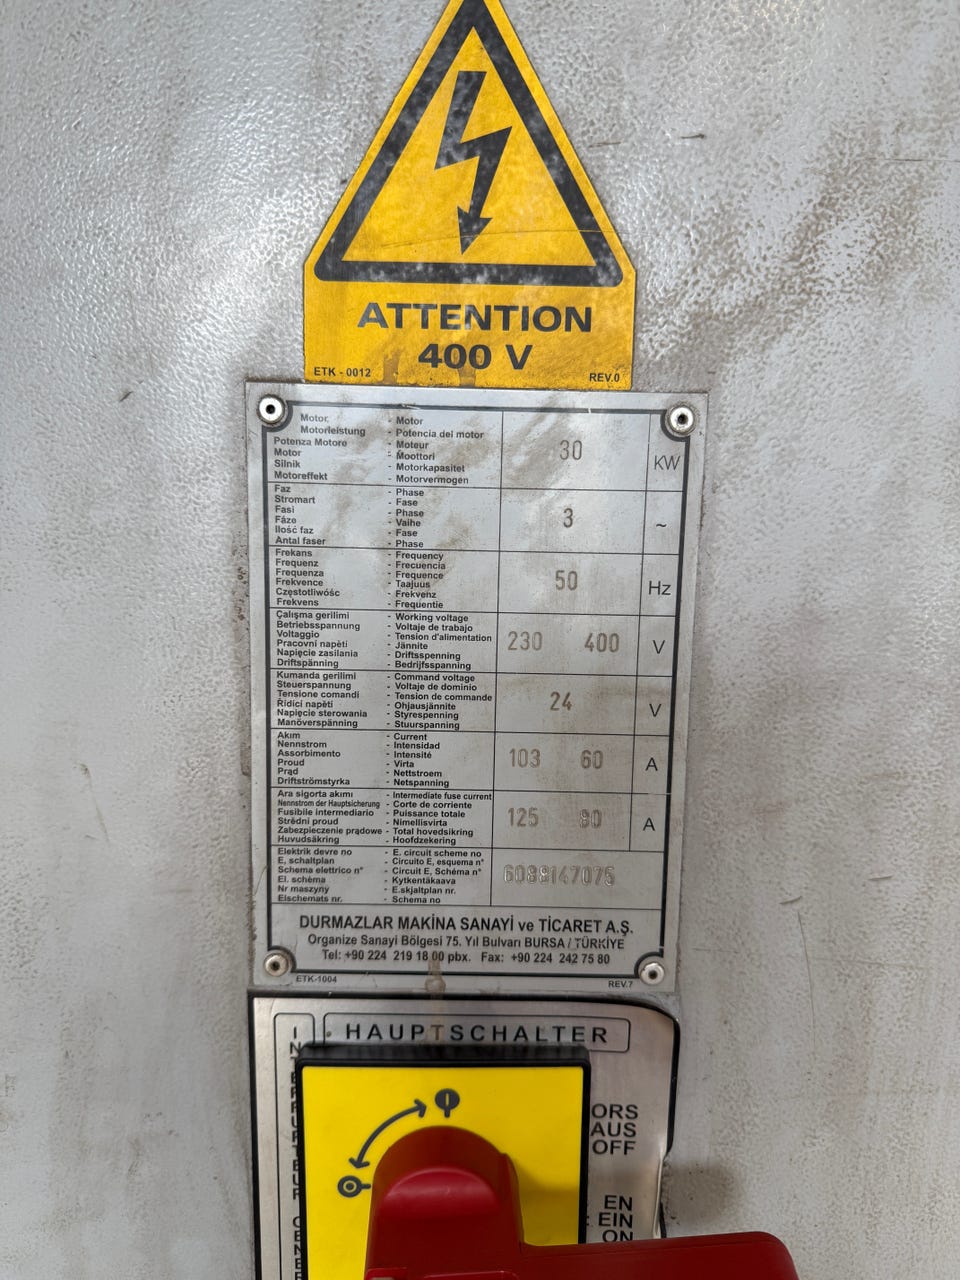 ATTENTION
400 V
ETK - 0012 REV.0
Motor - Motor
Motorleistung - Potencia del motor
Potenza Motore - Moteur
Motor - Moottori
Silnik - Motorkapasitet
Motoreffekt - Motorvermogen
30 KW
Faz - Phase
Stromart - Fase
Fasi - Phase
Fáze - Vaihe
Ilość faz - Fase
Antal faser - Phase
3 ~
Frekans - Frequency
Frequenz - Frecuencia
Frequenza - Frequence
Frekvence - Taajuus
Częstotliwośc - Frekvenz
Frekvens - Frequentie
50 Hz
Çalışma gerilimi - Working voltage
Betriebsspannung - Voltaje de trabajo
Voltaggio - Tension d'alimentation
Pracovní napèti - Jännite
Napięcie zasilania - Driftsspenning
Driftspänning - Bedrijfsspanning
230 400 V
Kumanda gerilimi - Command voltage
Steuerspannung - Voltaje de dominio
Tensione comandi - Tension de commande
Řídící napèti - Ohjausjännite
Napięcie sterowania - Styrespenning
Manöverspänning - Stuurspanning
24 V
Akım - Current
Nennstrom - Intensidad
Assorbimento - Intensité
Proud - Virta
Prąd - Nettstroem
Driftströmstyrka - Netspanning
103 60 A
Ara sigorta akımı - Intermediate fuse current
Nennstrom der Hauptsicherung - Corte de corriente
Fusibile intermediario - Puissance totale
Střední proud - Nimellisvirta
Zabezpieczenie prądowe - Total hovedsikring
Huvudsäkring - Hoofdzekering
125 80 A
Elektrik devre no - E. circuit scheme no
E, schaltplan - Circuito E, esquema n°
Schema elettrico n° - Circuit E, Schéma n°
El. schèma - Kytkentäkaava
Nr maszyny - E.skjaltplan nr.
Elschemats nr. - Schema no
6088147075
DURMAZLAR MAKİNA SANAYİ ve TİCARET A.Ş.
Organize Sanayi Bölgesi 75. Yıl Bulvarı BURSA / TÜRKİYE
Tel: +90 224 219 18 00 pbx. Fax: +90 224 242 75 80
ETK-1004 REV.7
HAUPTSCHALTER
ORS
AUS
OFF
EN
EIN
ON